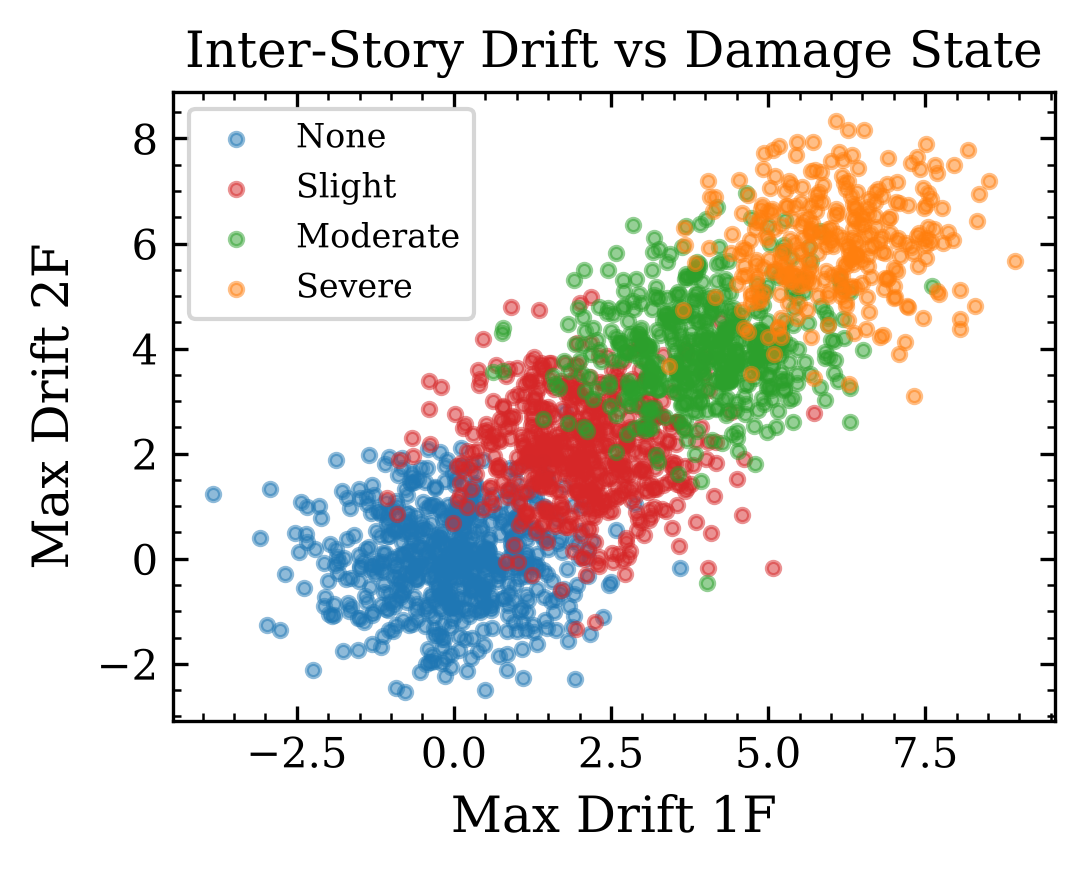 Inter-Story Drift vs Damage State
None
Slight
Moderate
Severe
8
6
4
2
0
−2
−2.5 0.0 2.5 5.0 7.5
Max Drift 1F
Max Drift 2F